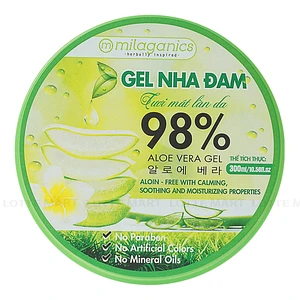 m milaganics
- herbally inspired -
GEL NHA ĐAM
Tươi mát làn da
98%
ALOE VERA GEL
알로에 베라
THỂ TÍCH THỰC:
300ml/10.56fl.oz
ALOIN - FREE WITH CALMING,
SOOTHING AND MOISTURIZING PROPERTIES
No Paraben
No Artificial Colors
No Mineral Oils